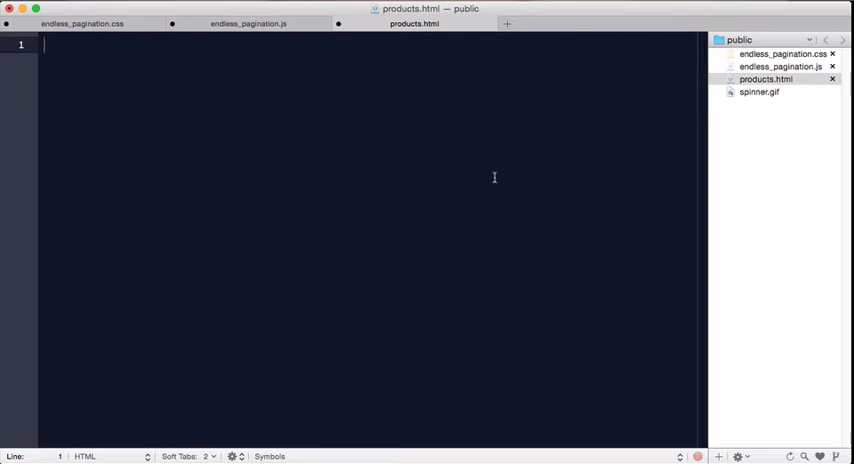 products.html — public
endless_pagination.css
endless_pagination.js
products.html
1
public
endless_pagination.css
endless_pagination.js
products.html
spinner.gif
Line: 1
HTML
Soft Tabs: 2
Symbols